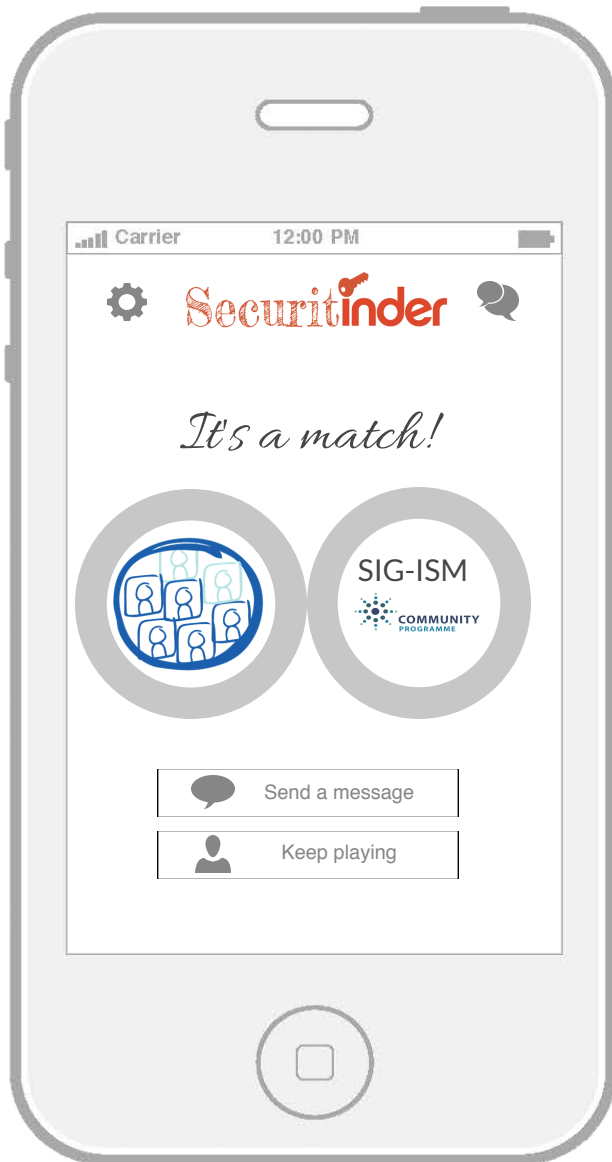 Carrier 12:00 PM
Securitinder
It's a match!
SIG-ISM
COMMUNITY
PROGRAMME
Send a message
Keep playing